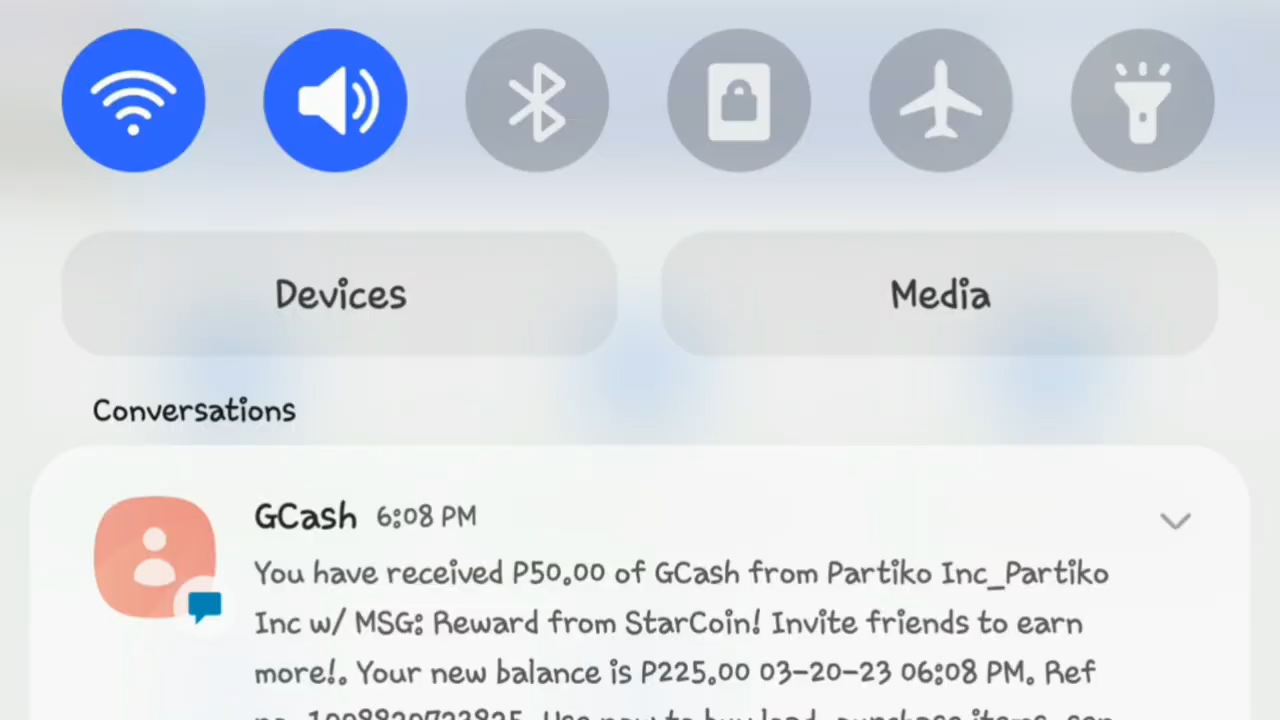 Devices
Media
Conversations
GCash 6:08 PM
You have received P50.00 of GCash from Partiko Inc_Partiko
Inc w/ MSG: Reward from StarCoin! Invite friends to earn
more!. Your new balance is P225.00 03-20-23 06:08 PM. Ref